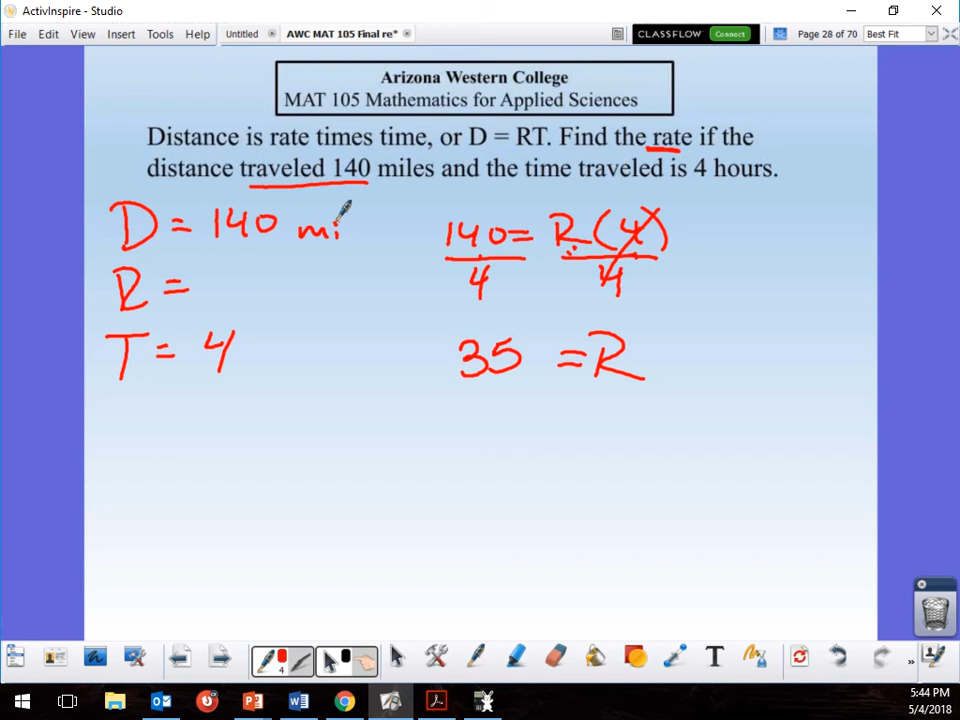 ActivInspire - Studio
File Edit View Insert Tools Help
Untitled
AWC MAT 105 Final re*
CLASSFLOW Connect
Page 28 of 70
Best Fit
Arizona Western College
MAT 105 Mathematics for Applied Sciences
Distance is rate times time, or D = RT. Find the rate if the
distance traveled 140 miles and the time traveled is 4 hours.
D = 140 mi
R =
T = 4
140 = R(4)
4 4
35 = R
4
5:44 PM
5/4/2018